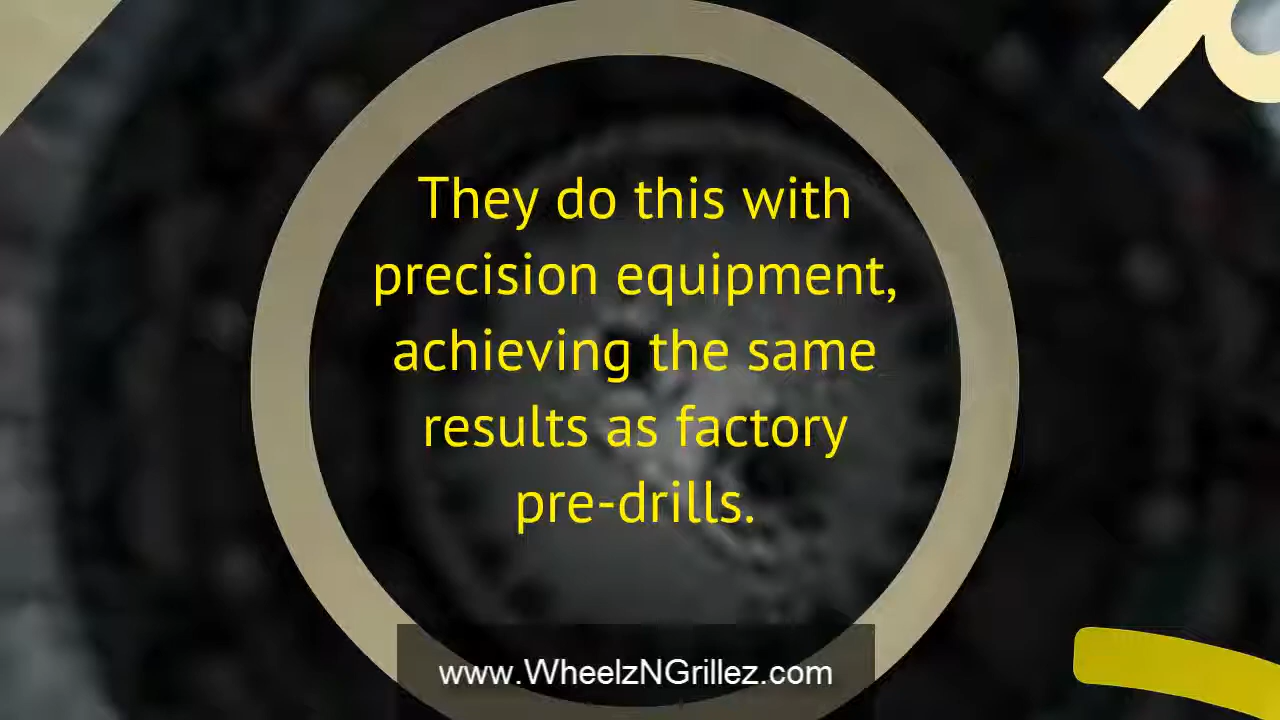 They do this with
precision equipment,
achieving the same
results as factory
pre-drills.
www.WheelzNGrillez.com